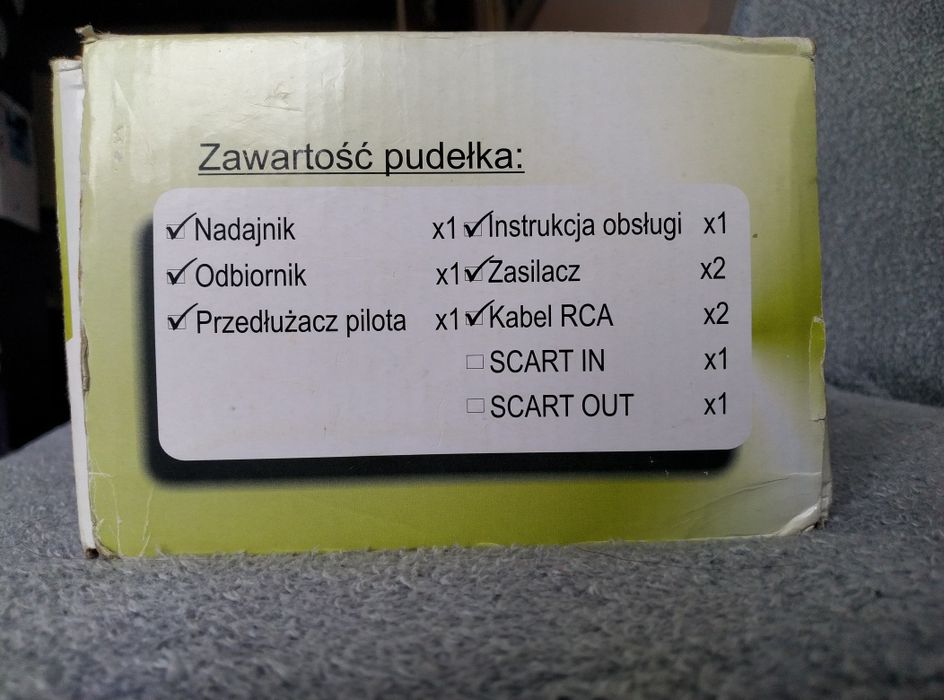 Zawartość pudełka:
Nadajnik x1
Odbiornik x1
Przedłużacz pilota x1
Instrukcja obsługi x1
Zasilacz x2
Kabel RCA x2
SCART IN x1
SCART OUT x1